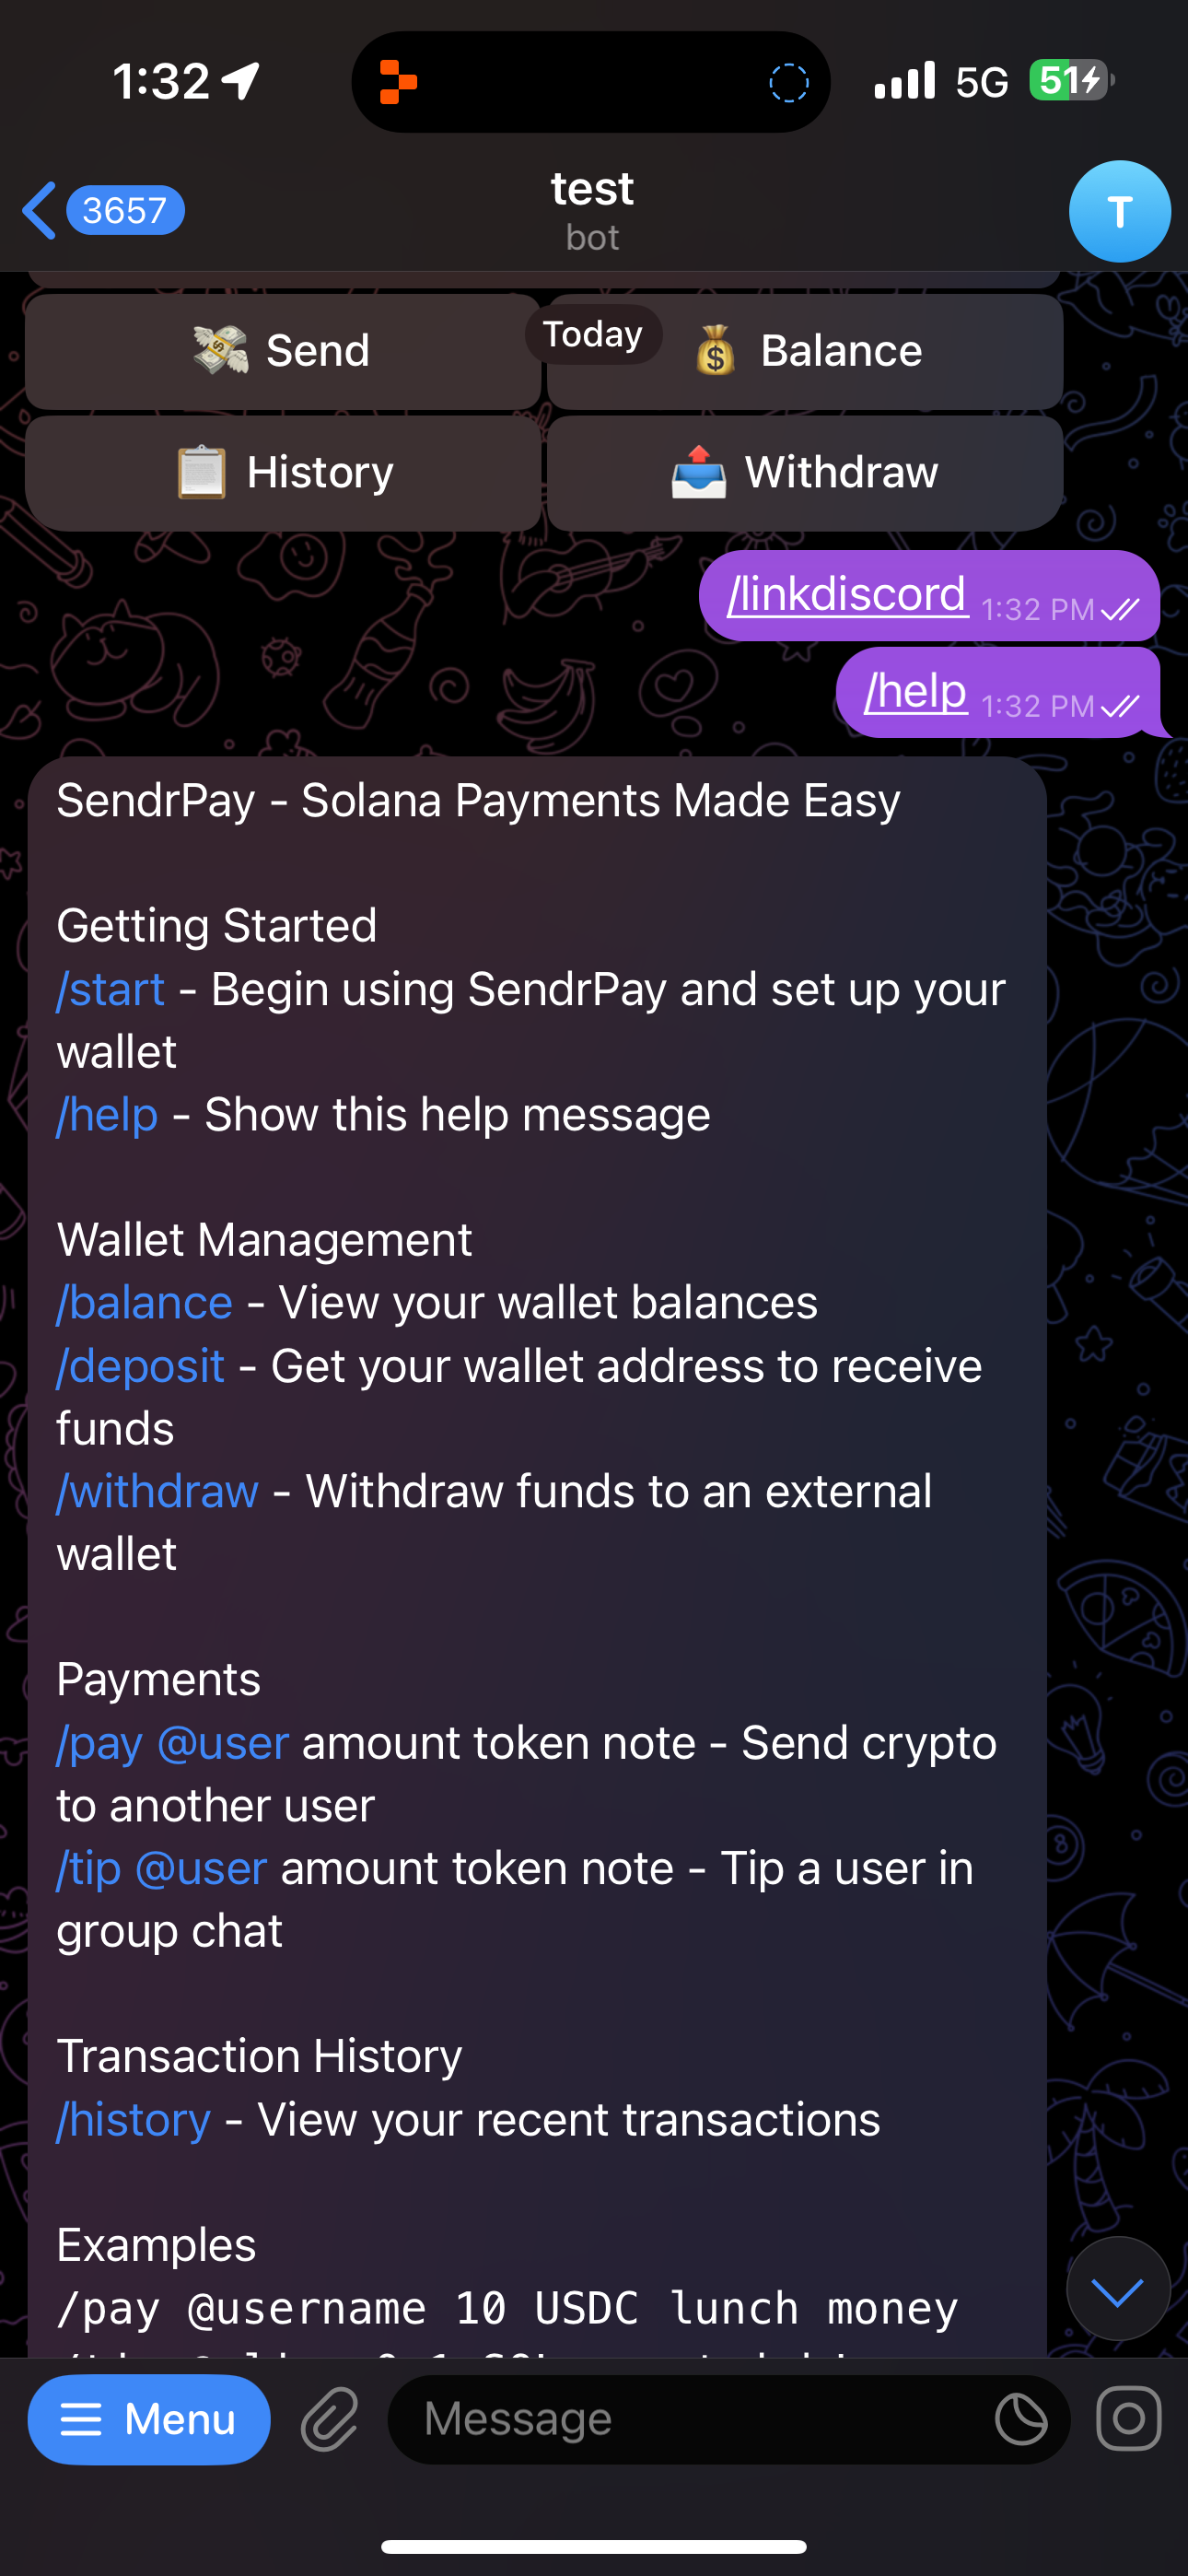 1:32
5G
51
3657
test
bot
T
Today
Send
Balance
History
Withdraw
/linkdiscord 1:32 PM
/help 1:32 PM
SendrPay - Solana Payments Made Easy
Getting Started
/start - Begin using SendrPay and set up your
wallet
/help - Show this help message
Wallet Management
/balance - View your wallet balances
/deposit - Get your wallet address to receive
funds
/withdraw - Withdraw funds to an external
wallet
Payments
/pay @user amount token note - Send crypto
to another user
/tip @user amount token note - Tip a user in
group chat
Transaction History
/history - View your recent transactions
Examples
/pay @username 10 USDC lunch money
Menu
Message